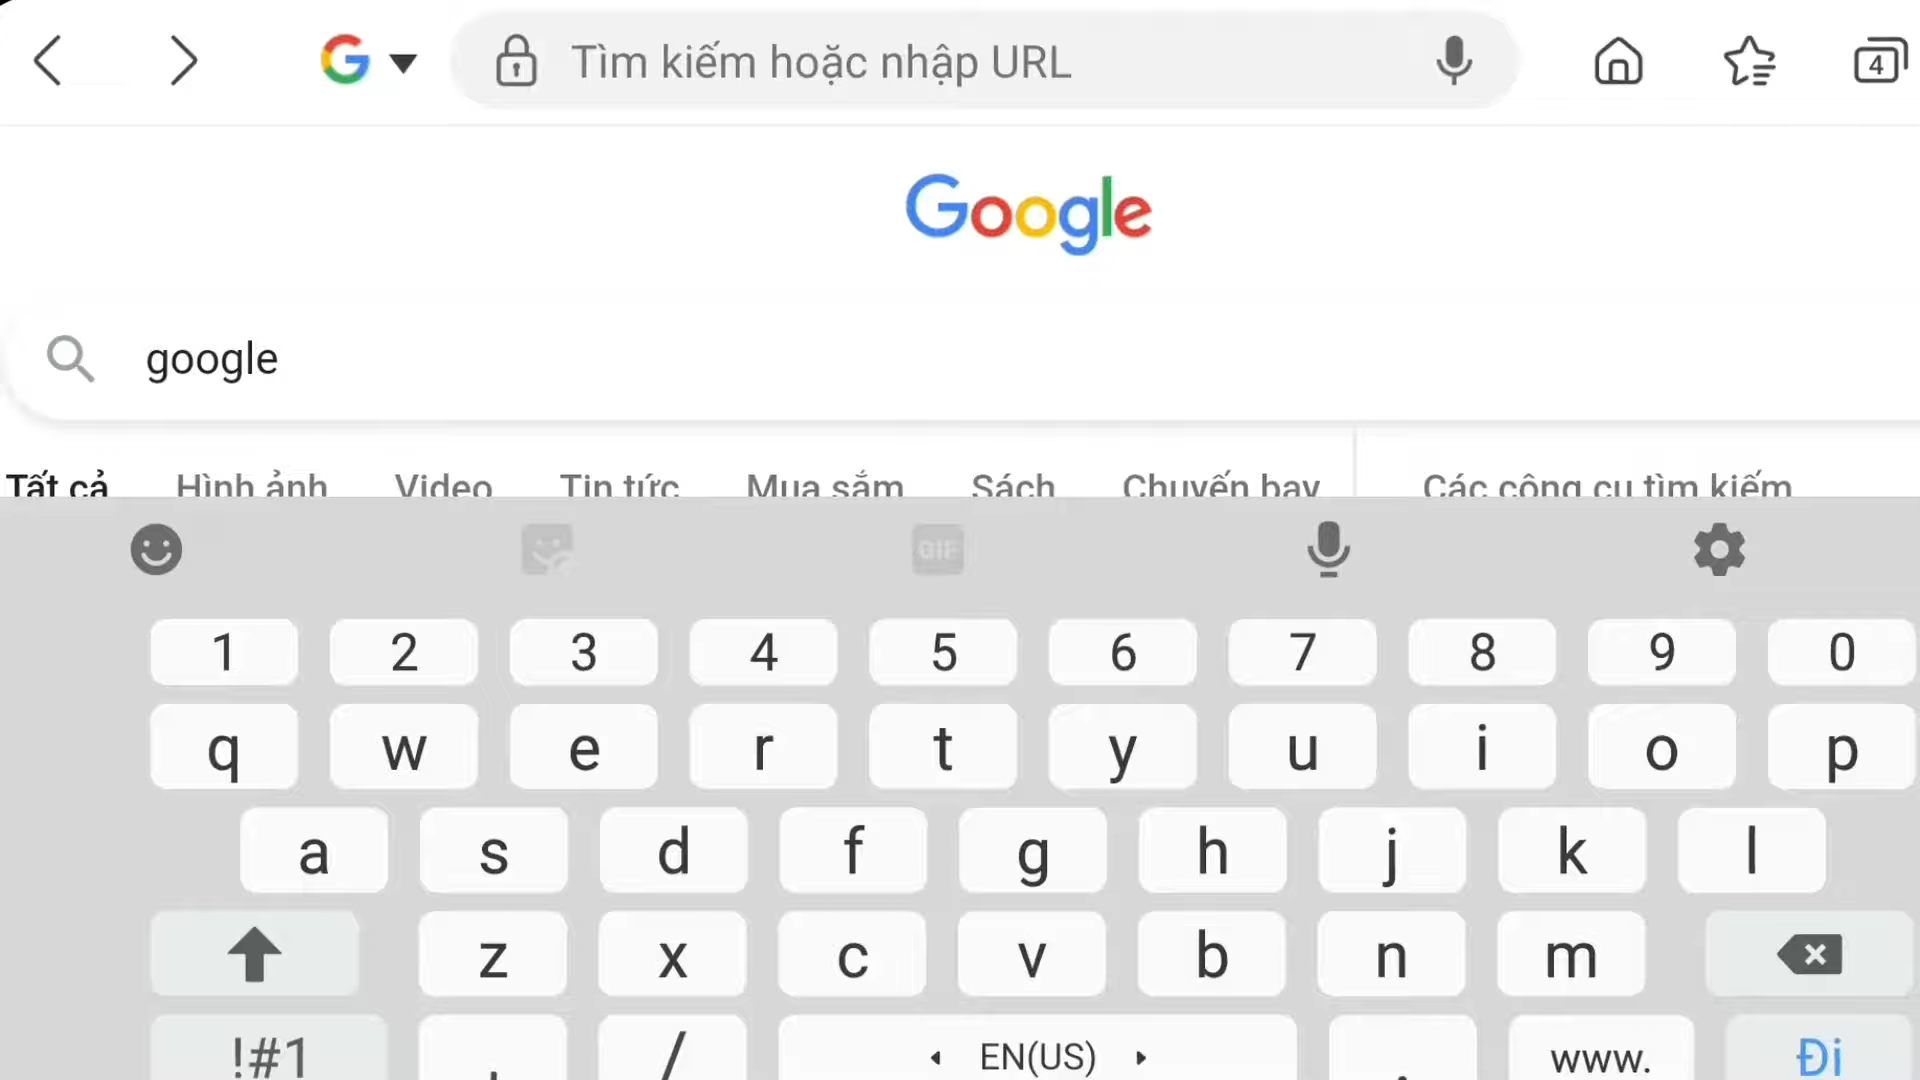 Tìm kiếm hoặc nhập URL
4
Google
google
Tất cả Hình ảnh Video Tin tức Mua sắm Sách Chuyến bay Các công cụ tìm kiếm
GIF
1 2 3 4 5 6 7 8 9 0
q w e r t y u i o p
a s d f g h j k l
z x c v b n m
!#1 , / EN(US) . www. Đi